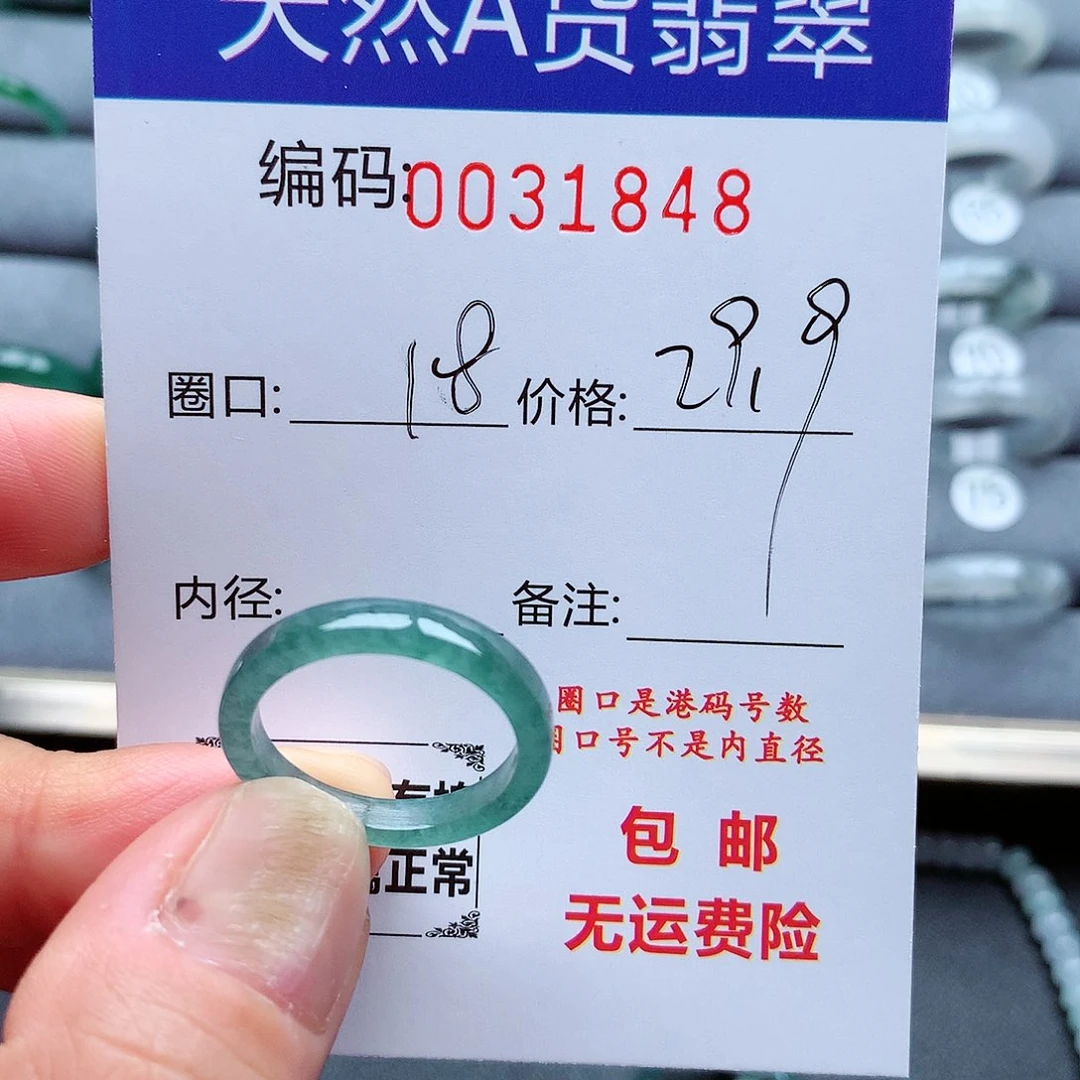 天然A货翡翠
编码:0031848
圈口: 18 价格: 29.9
内径: 备注:
圈口是港码号数
圈口号不是内直径
包 邮
正常
无运费险